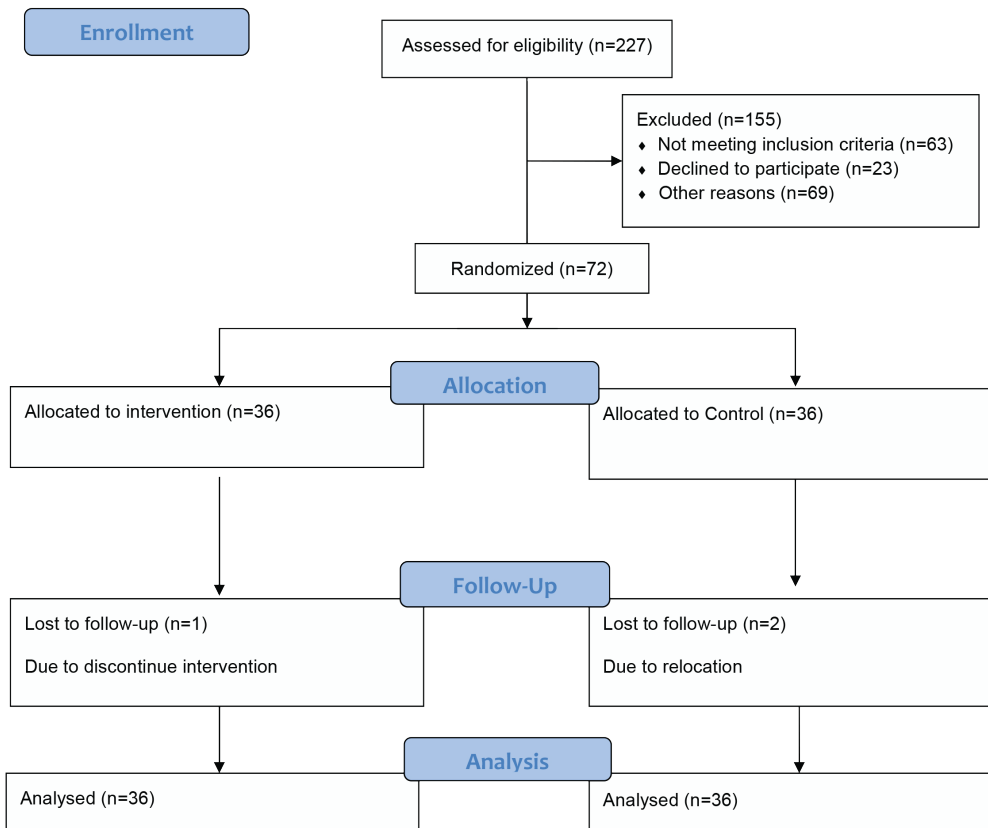 Enrollment
Assessed for eligibility (n=227)
Excluded (n=155)
♦ Not meeting inclusion criteria (n=63)
♦ Declined to participate (n=23)
♦ Other reasons (n=69)
Randomized (n=72)
Allocation
Allocated to intervention (n=36)
Allocated to Control (n=36)
Follow-Up
Lost to follow-up (n=1)
Due to discontinue intervention
Lost to follow-up (n=2)
Due to relocation
Analysis
Analysed (n=36)
Analysed (n=36)